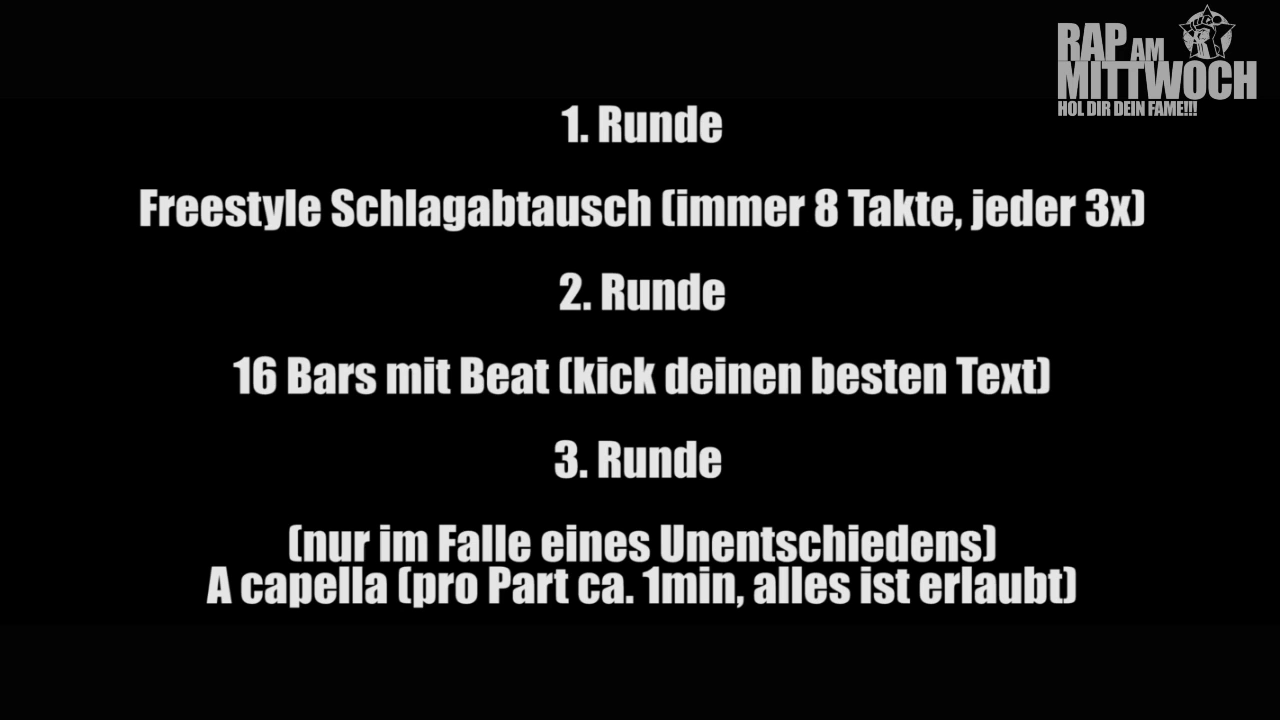 RAP AM
MITTWOCH
HOL DIR DEIN FAME!!!
1. Runde
Freestyle Schlagabtausch (immer 8 Takte, jeder 3x)
2. Runde
16 Bars mit Beat (kick deinen besten Text)
3. Runde
(nur im Falle eines Unentschiedens)
A capella (pro Part ca. 1min, alles ist erlaubt)